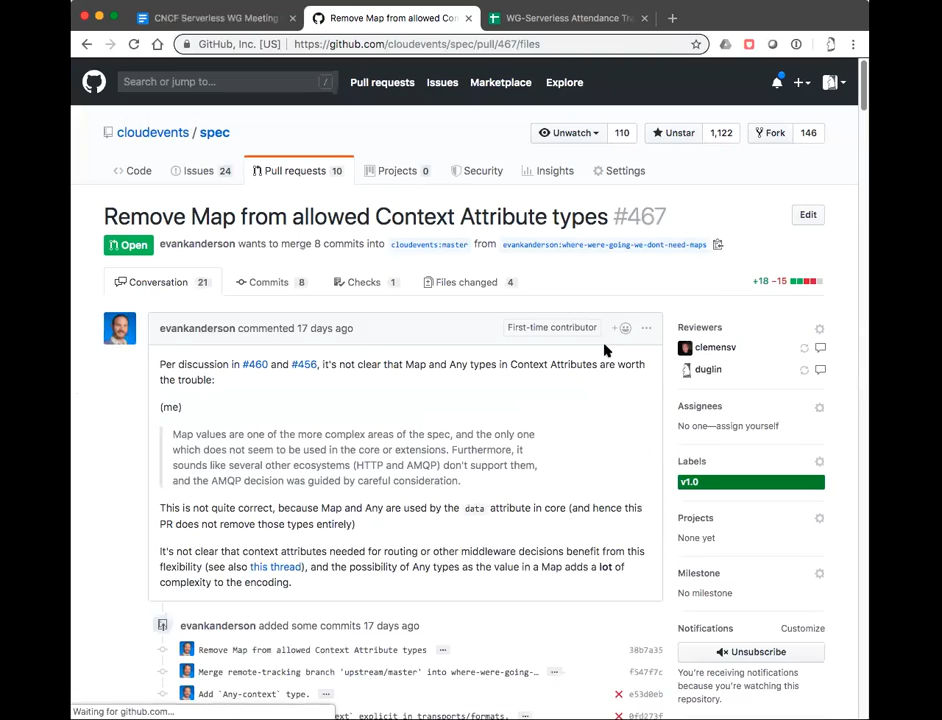 CNCF Serverless WG Meeting
Remove Map from allowed Con
WG-Serverless Attendance Tra
GitHub, Inc. [US] https://github.com/cloudevents/spec/pull/467/files
Search or jump to... /
Pull requests Issues Marketplace Explore
cloudevents / spec
Unwatch 110 Unstar 1,122 Fork 146
Code Issues 24 Pull requests 10 Projects 0 Security Insights Settings
Remove Map from allowed Context Attribute types #467
Edit
Open evankanderson wants to merge 8 commits into cloudevents:master from evankanderson:where-were-going-we-dont-need-maps
Conversation 21 Commits 8 Checks 1 Files changed 4 +18 −15
evankanderson commented 17 days ago First-time contributor
Per discussion in #460 and #456, it's not clear that Map and Any types in Context Attributes are worth
the trouble:
(me)
Map values are one of the more complex areas of the spec, and the only one
which does not seem to be used in the core or extensions. Furthermore, it
sounds like several other ecosystems (HTTP and AMQP) don't support them,
and the AMQP decision was guided by careful consideration.
This is not quite correct, because Map and Any are used by the data attribute in core (and hence this
PR does not remove those types entirely)
It's not clear that context attributes needed for routing or other middleware decisions benefit from this
flexibility (see also this thread), and the possibility of Any types as the value in a Map adds a lot of
complexity to the encoding.
evankanderson added some commits 17 days ago
Remove Map from allowed Context Attribute types ... 38b7a35
Merge remote-tracking branch 'upstream/master' into where-were-going-… ... f547f7c
Add `Any-context` type. ... e53d0eb
explicit in transports/formats. ... 0fd273f
Reviewers
clemensv
duglin
Assignees
No one—assign yourself
Labels
v1.0
Projects
None yet
Milestone
No milestone
Notifications Customize
Unsubscribe
You're receiving notifications
because you're watching this
repository.
Waiting for github.com...